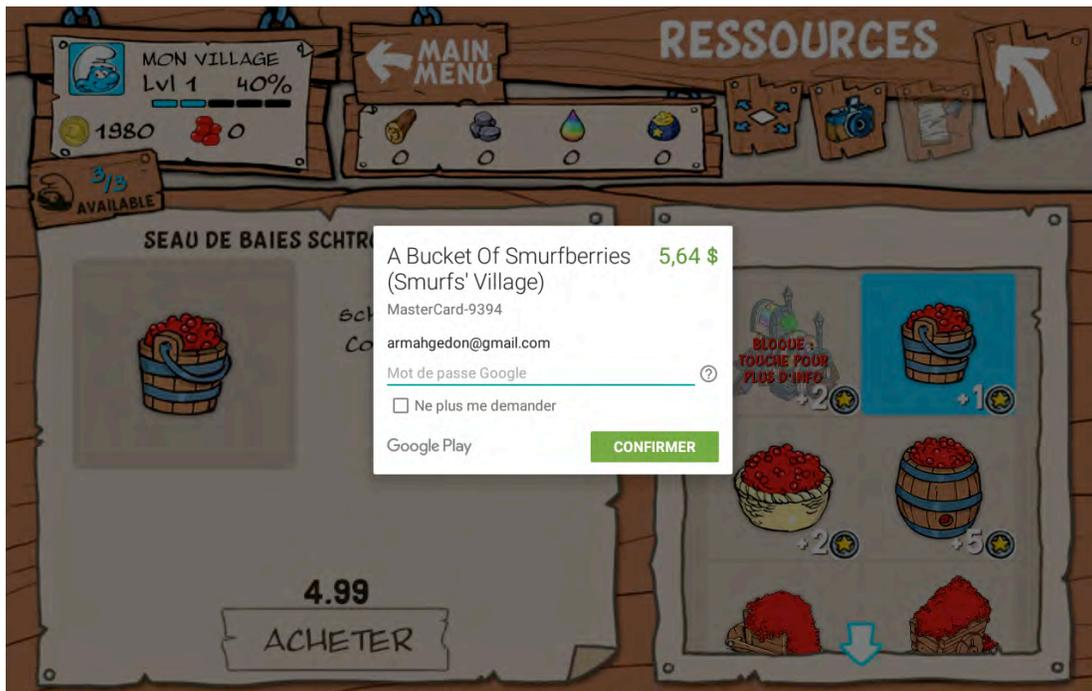 MON VILLAGE
Lvl 1 40%
1980 0
3/3
AVAILABLE
MAIN
MENU
0 0 0 0
RESSOURCES
SEAU DE BAIES
4.99
ACHETER
A Bucket Of Smurfberries 5,64 $
(Smurfs' Village)
MasterCard-9394
armahgedon@gmail.com
Mot de passe Google
Ne plus me demander
Google Play CONFIRMER
BLOQUE :
TOUCHE POUR
PLUS D'INFO
+2 +1
+2 +5